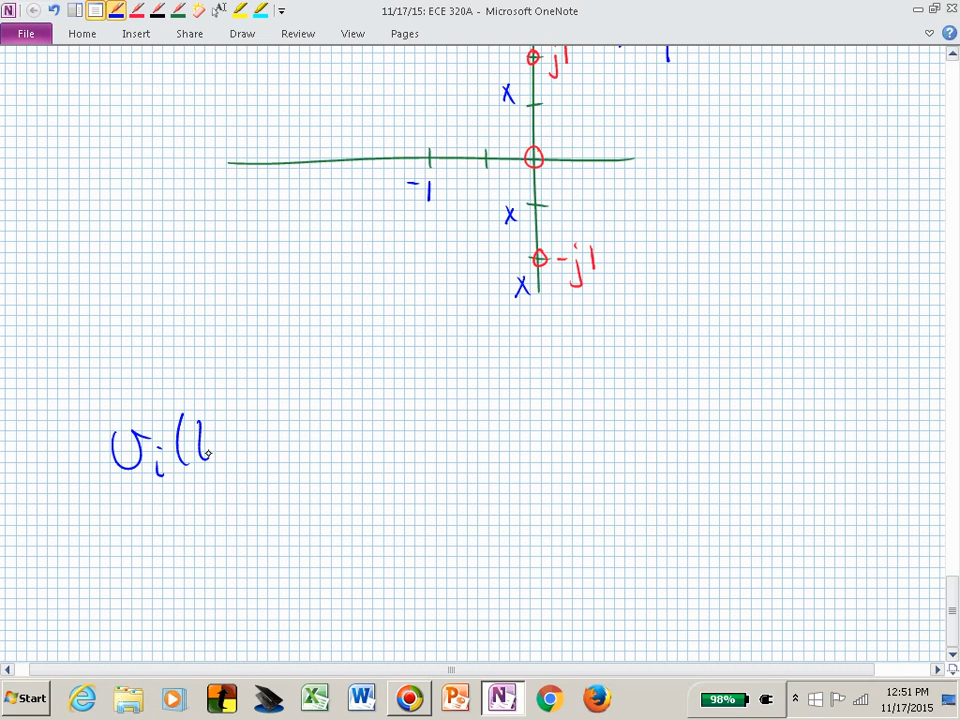 11/17/15: ECE 320A - Microsoft OneNote
File Home Insert Share Draw Review View Pages
j1
x
-1
x
-j1
x
υi(
Start
98%
12:51 PM
11/17/2015